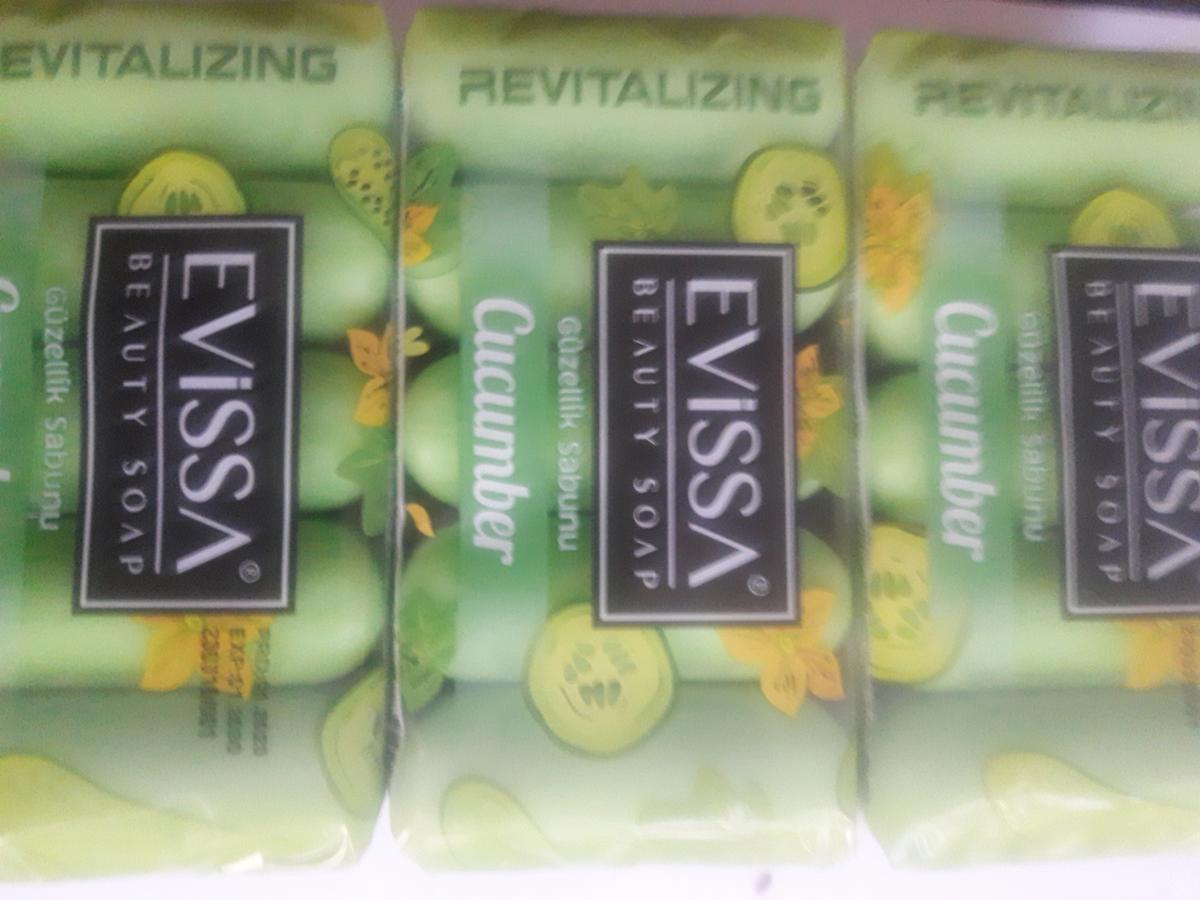 REVITALIZING
EViSSA®
BEAUTY SOAP
Güzellik Sabunu
REVITALIZING
EViSSA®
BEAUTY SOAP
Güzellik Sabunu
Cucumber
EViSSA
BEAUTY SOAP
Güzellik Sabunu
Cucumber